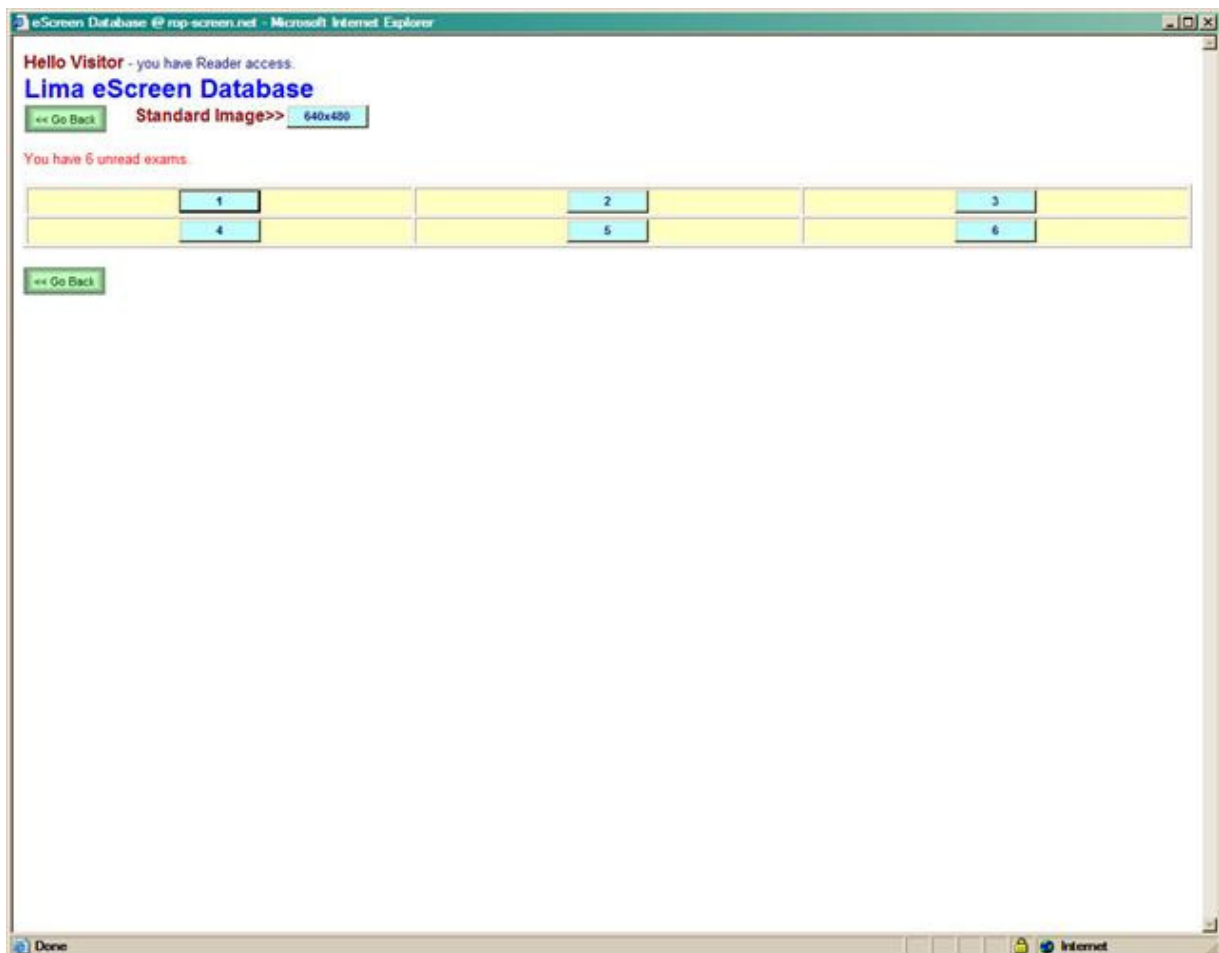 eScreen Database @ rop-screen.net - Microsoft Internet Explorer
Hello Visitor - you have Reader access.
Lima eScreen Database
<< Go Back Standard Image>> 640x480
You have 6 unread exams.
1 2 3
4 5 6
<< Go Back
Done Internet